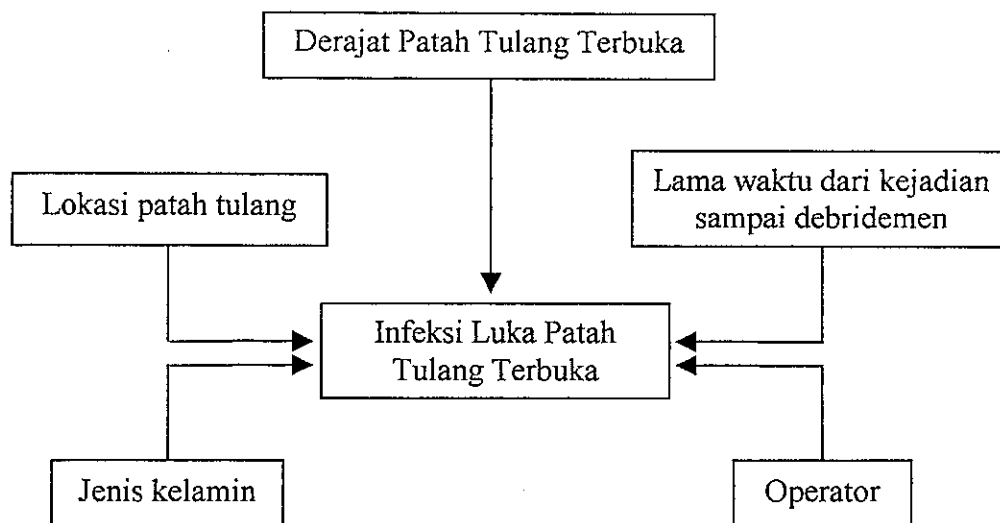 Derajat Patah Tulang Terbuka
Lokasi patah tulang
Lama waktu dari kejadian
sampai debridemen
Infeksi Luka Patah
Tulang Terbuka
Jenis kelamin
Operator